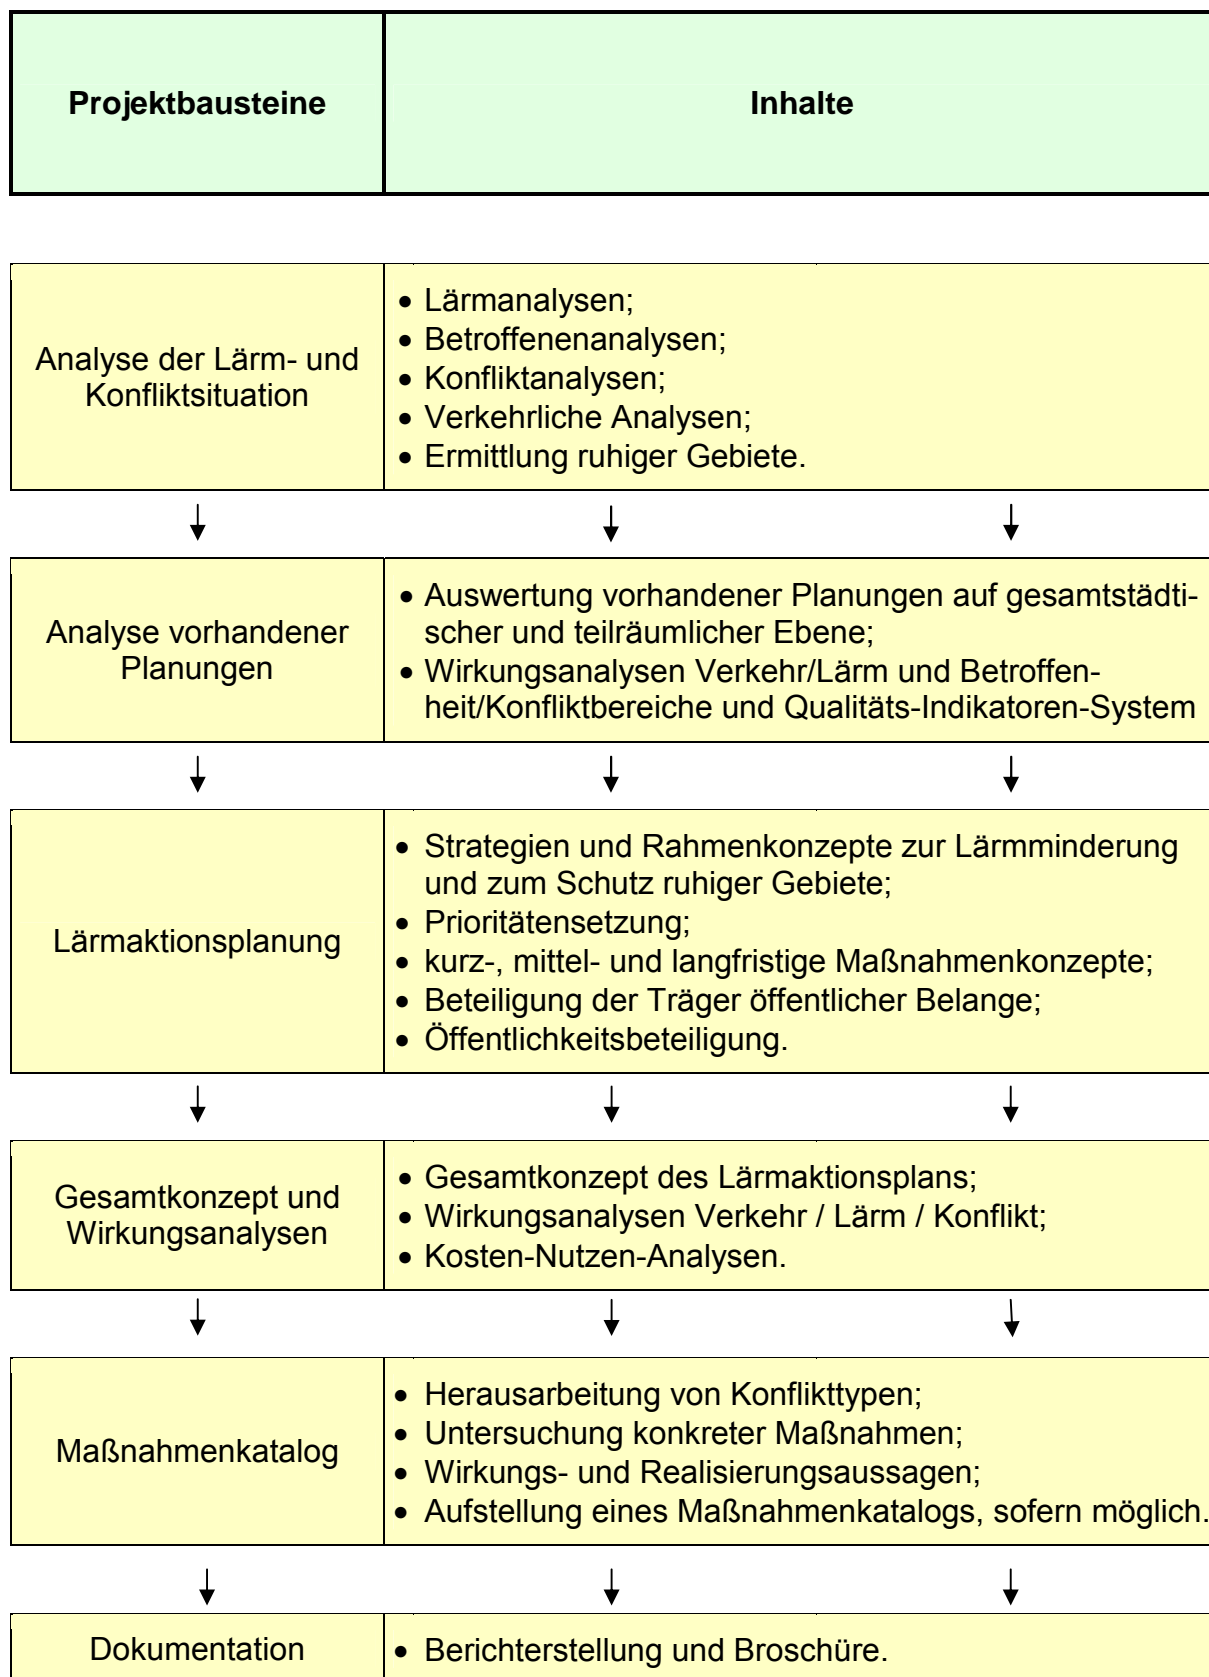 Projektbausteine
Inhalte
Analyse der Lärm- und
Konfliktsituation
• Lärmanalysen;
• Betroffenenanalysen;
• Konfliktanalysen;
• Verkehrliche Analysen;
• Ermittlung ruhiger Gebiete.
Analyse vorhandener
Planungen
• Auswertung vorhandener Planungen auf gesamtstädti-
scher und teilräumlicher Ebene;
• Wirkungsanalysen Verkehr/Lärm und Betroffen-
heit/Konfliktbereiche und Qualitäts-Indikatoren-System
Lärmaktionsplanung
• Strategien und Rahmenkonzepte zur Lärmminderung
und zum Schutz ruhiger Gebiete;
• Prioritätensetzung;
• kurz-, mittel- und langfristige Maßnahmenkonzepte;
• Beteiligung der Träger öffentlicher Belange;
• Öffentlichkeitsbeteiligung.
Gesamtkonzept und
Wirkungsanalysen
• Gesamtkonzept des Lärmaktionsplans;
• Wirkungsanalysen Verkehr / Lärm / Konflikt;
• Kosten-Nutzen-Analysen.
Maßnahmenkatalog
• Herausarbeitung von Konflikttypen;
• Untersuchung konkreter Maßnahmen;
• Wirkungs- und Realisierungsaussagen;
• Aufstellung eines Maßnahmenkatalogs, sofern möglich.
Dokumentation
• Berichterstellung und Broschüre.